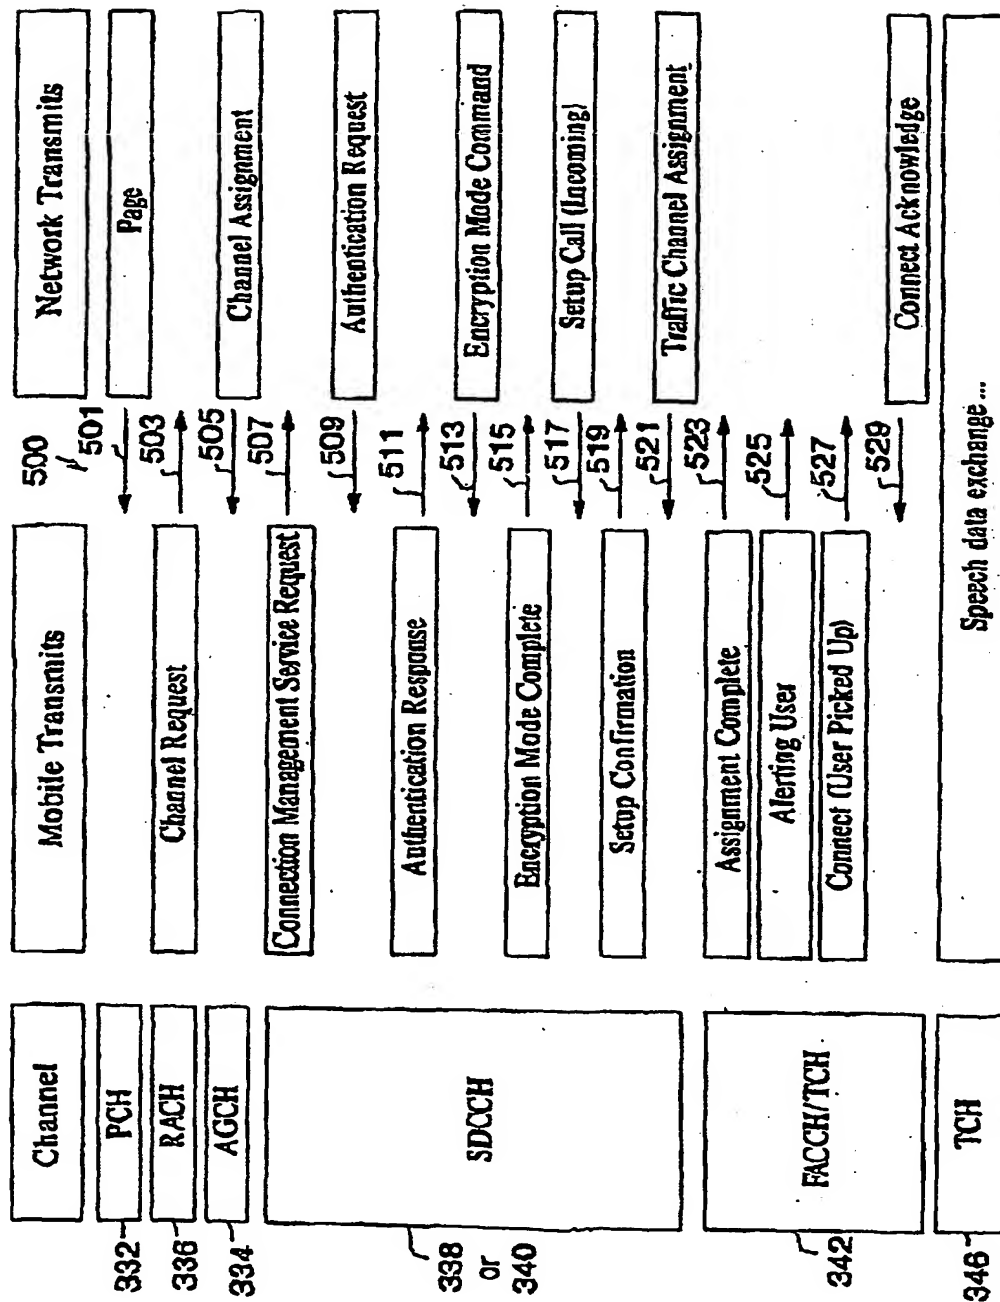 Channel
Mobile Transmits
500
Network Transmits
332
PCH
501
Page
336
RACH
Channel Request
503
334
AGCH
505
Channel Assignment
338
or
340
SDCCH
Connection Management Service Request
507
509
Authentication Request
Authentication Response
511
513
Encryption Mode Command
Encryption Mode Complete
515
517
Setup Call (Incoming)
Setup Confirmation
519
521
Traffic Channel Assignment
342
FACCH/TCH
Assignment Complete
523
Alerting User
525
Connect (User Picked Up)
527
529
Connect Acknowledge
346
TCH
Speech data exchange...